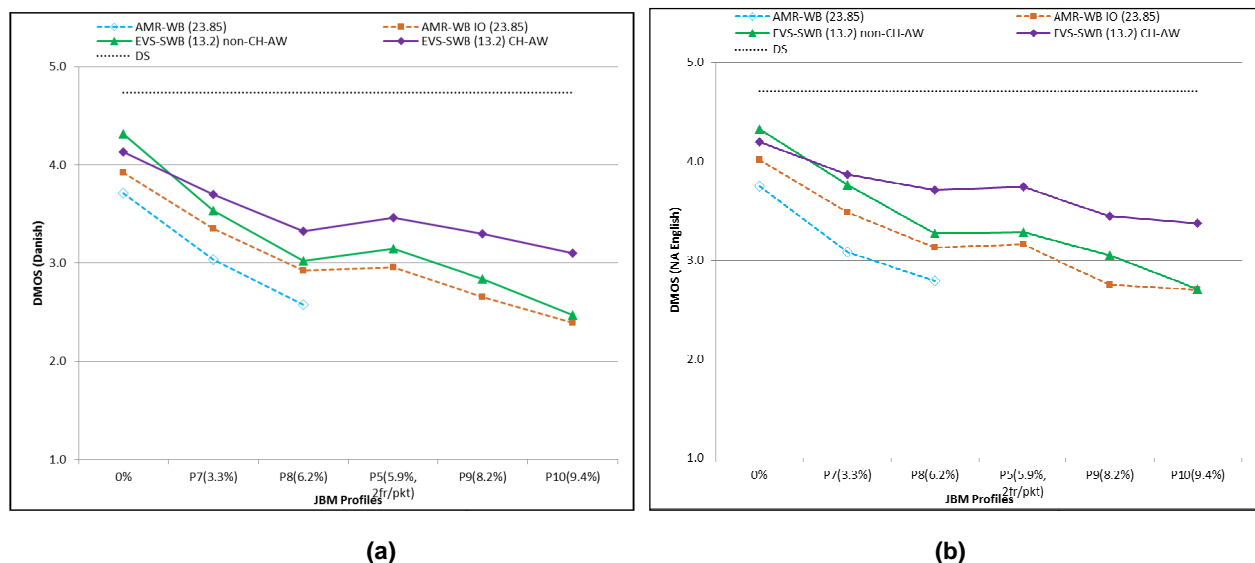 AMR-WB (23.85)
AMR-WB IO (23.85)
EVS-SWB (13.2) non-CH-AW
EVS-SWB (13.2) CH-AW
DS
5.0
4.0
3.0
2.0
1.0
DMOS (Danish)
0%
P7(3.3%)
P8(6.2%)
P5(5.9%,
2fr/pkt)
P9(8.2%)
P10(9.4%)
JBM Profiles
(a)
AMR-WB (23.85)
AMR-WB IO (23.85)
EVS-SWB (13.2) non-CH-AW
EVS-SWB (13.2) CH-AW
DS
5.0
4.0
3.0
2.0
1.0
DMOS (NA English)
0%
P7(3.3%)
P8(6.2%)
P5(5.9%,
2fr/pkt)
P9(8.2%)
P10(9.4%)
JBM Profiles
(b)